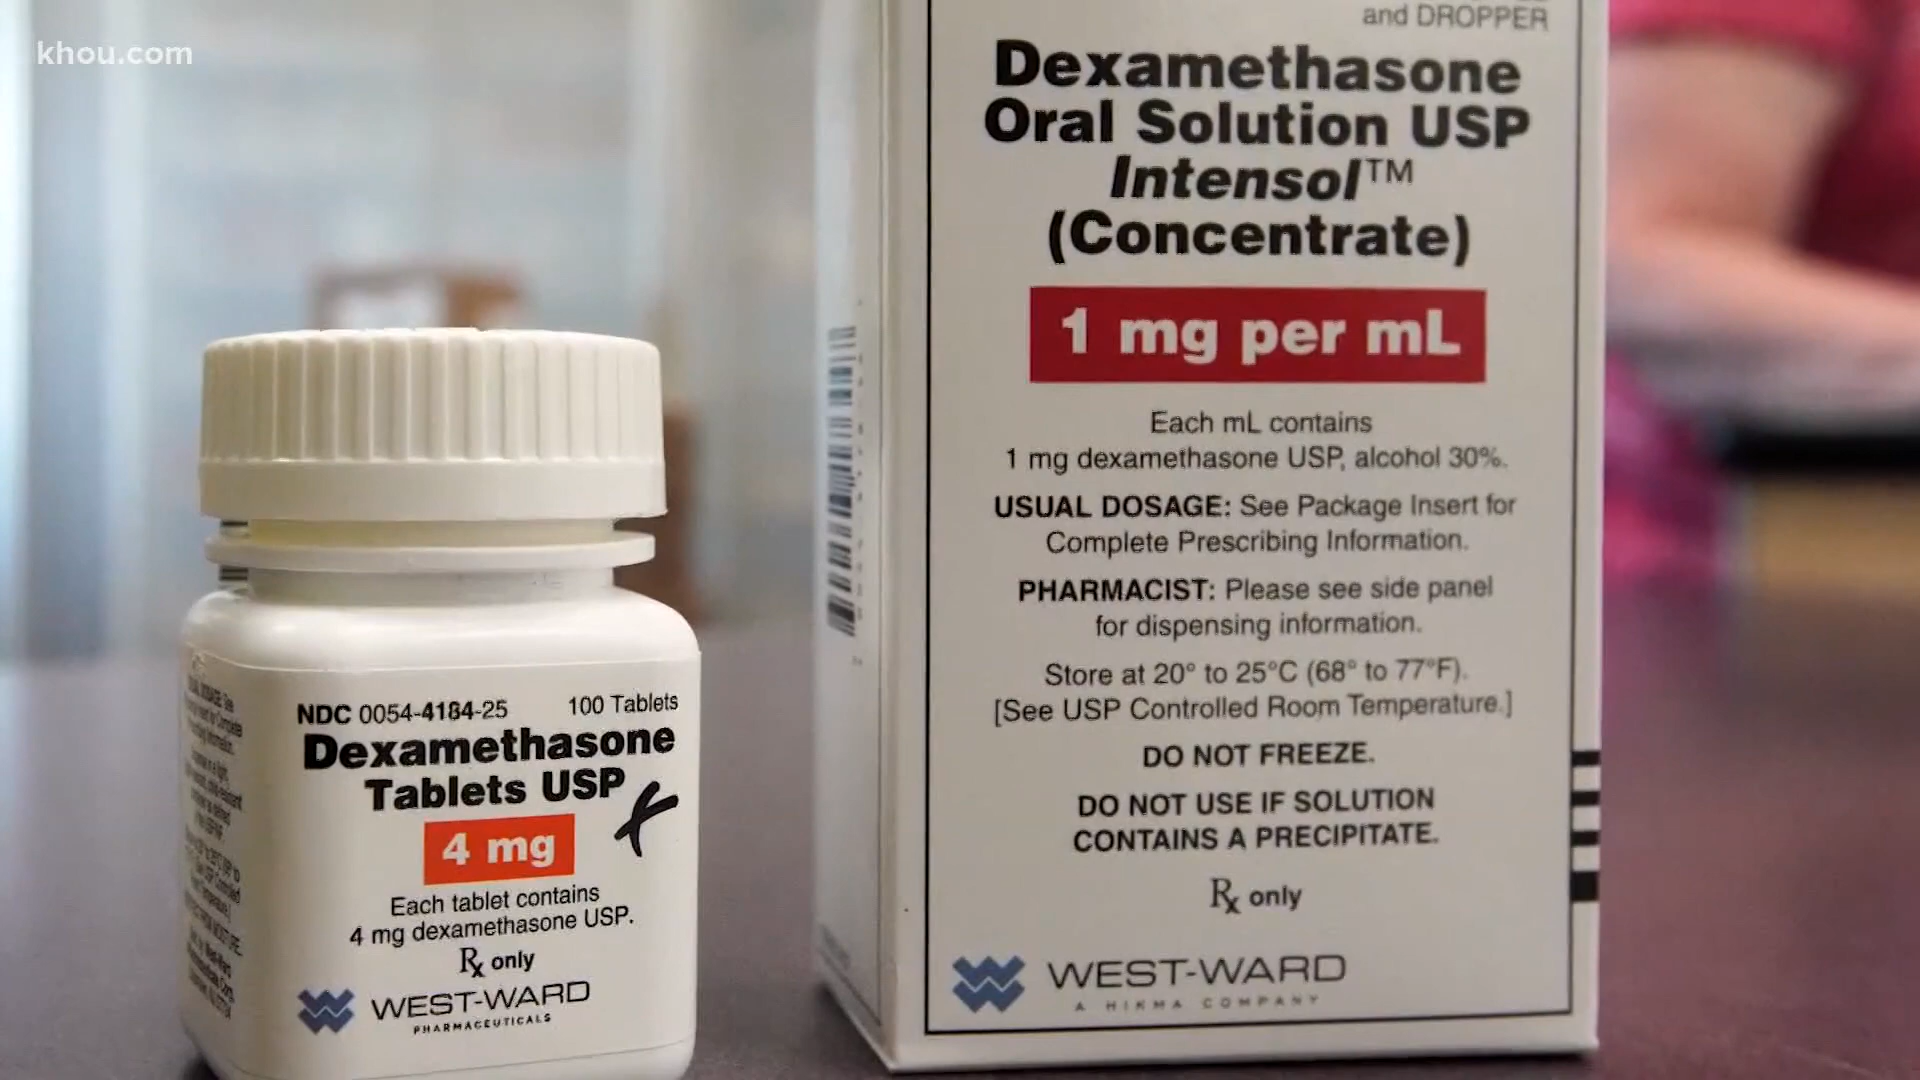 khou.com
NDC 0054-4184-25 100 Tablets
Dexamethasone
Tablets USP
4 mg
Each tablet contains
4 mg dexamethasone USP.
Rx only
WEST-WARD
PHARMACEUTICALS
and DROPPER
Dexamethasone
Oral Solution USP
Intensol™
(Concentrate)
1 mg per mL
Each mL contains
1 mg dexamethasone USP, alcohol 30%.
USUAL DOSAGE: See Package Insert for
Complete Prescribing Information.
PHARMACIST: Please see side panel
for dispensing information.
Store at 20° to 25°C (68° to 77°F).
[See USP Controlled Room Temperature.]
DO NOT FREEZE.
DO NOT USE IF SOLUTION
CONTAINS A PRECIPITATE.
Rx only
WEST-WARD
A HIKMA COMPANY